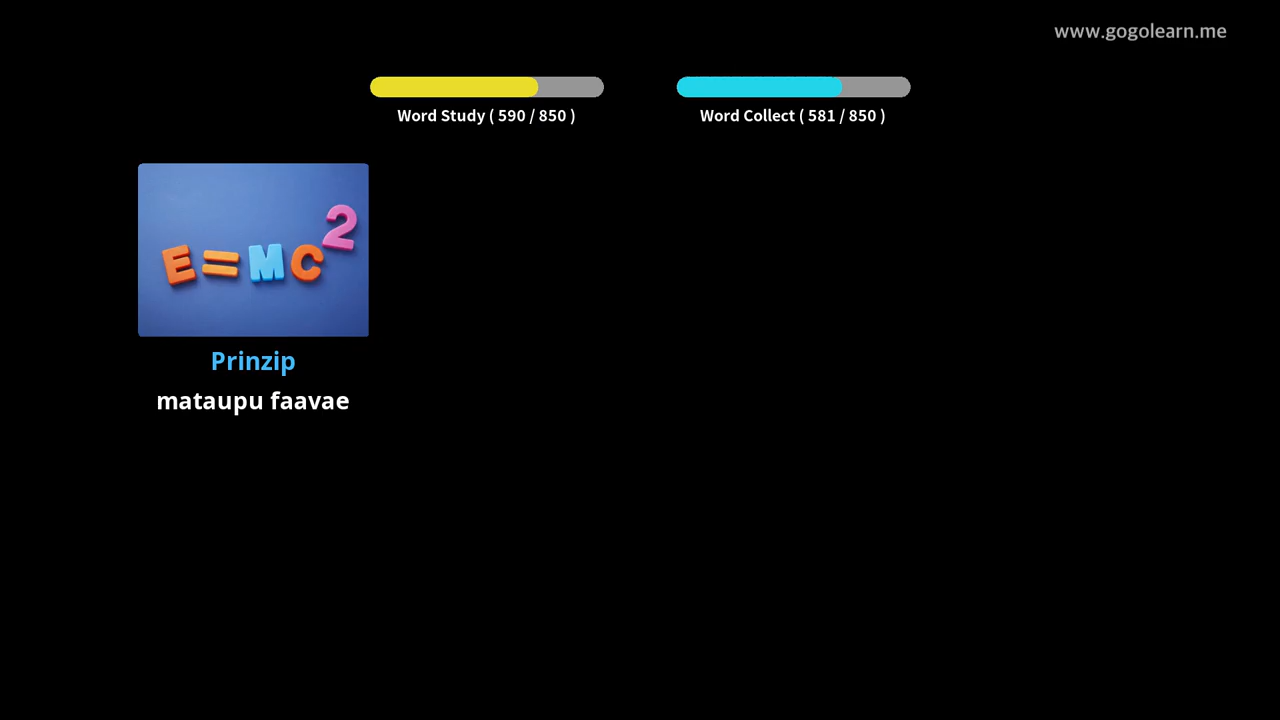 www.gogolearn.me
Word Study ( 590 / 850 )
Word Collect ( 581 / 850 )
E=MC²
Prinzip
mataupu faavae